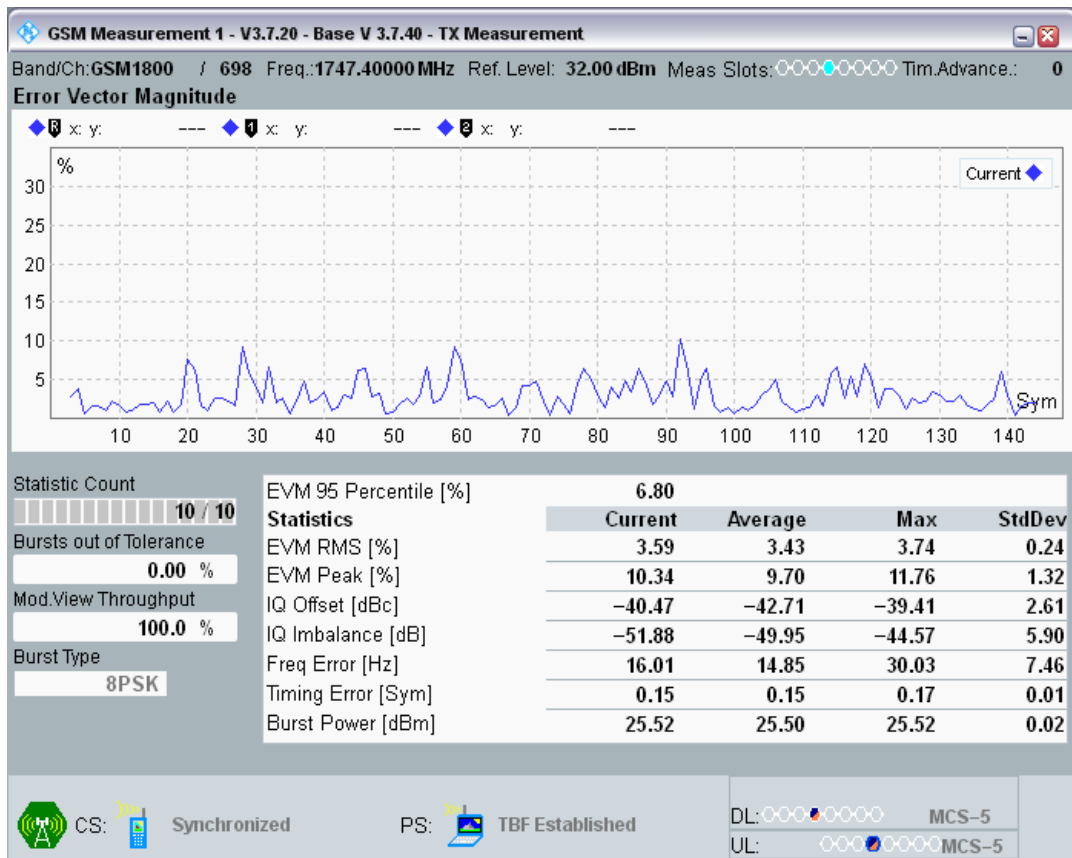 GSM Measurement 1 - V3.7.20 - Base V 3.7.40 - TX Measurement
Band/Ch:GSM1800 / 698 Freq.:1747.40000 MHz Ref. Level: 32.00 dBm Meas Slots: Tim.Advance.: 0
Error Vector Magnitude
R x: y: --- 1 x: y: --- 2 x: y: ---
%
Current
30
25
20
15
10
5
Sym
10 20 30 40 50 60 70 80 90 100 110 120 130 140
Statistic Count
10 / 10
Bursts out of Tolerance
0.00 %
Mod.View Throughput
100.0 %
Burst Type
8PSK
EVM 95 Percentile [%] 6.80
Statistics Current Average Max StdDev
EVM RMS [%] 3.59 3.43 3.74 0.24
EVM Peak [%] 10.34 9.70 11.76 1.32
IQ Offset [dBc] −40.47 −42.71 −39.41 2.61
IQ Imbalance [dB] −51.88 −49.95 −44.57 5.90
Freq Error [Hz] 16.01 14.85 30.03 7.46
Timing Error [Sym] 0.15 0.15 0.17 0.01
Burst Power [dBm] 25.52 25.50 25.52 0.02
CS: Synchronized PS: TBF Established
DL: MCS−5
UL: MCS−5